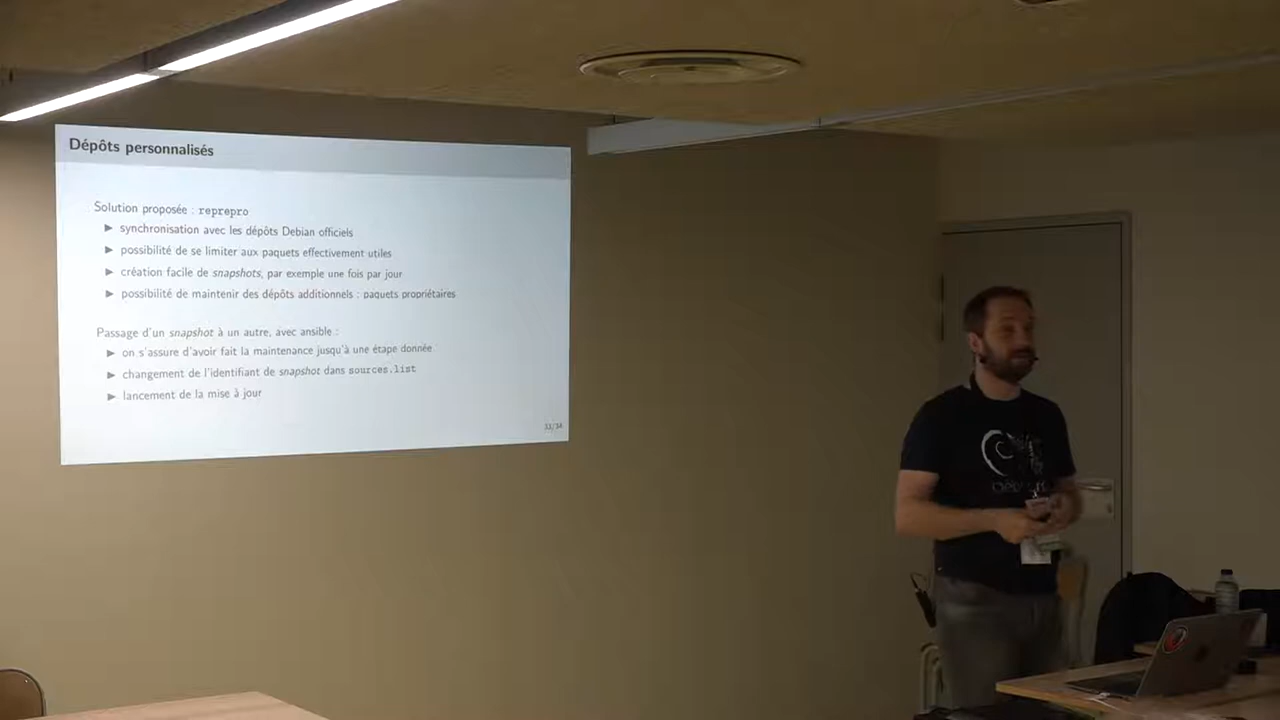 Dépôts personnalisés
Solution proposée : reprepro
▶ synchronisation avec les dépôts Debian officiels
▶ possibilité de se limiter aux paquets effectivement utiles
▶ création facile de snapshots, par exemple une fois par jour
▶ possibilité de maintenir des dépôts additionnels : paquets propriétaires
Passage d'un snapshot à un autre, avec ansible :
▶ on s'assure d'avoir fait la maintenance jusqu'à une étape donnée
▶ changement de l'identifiant de snapshot dans sources.list
▶ lancement de la mise à jour